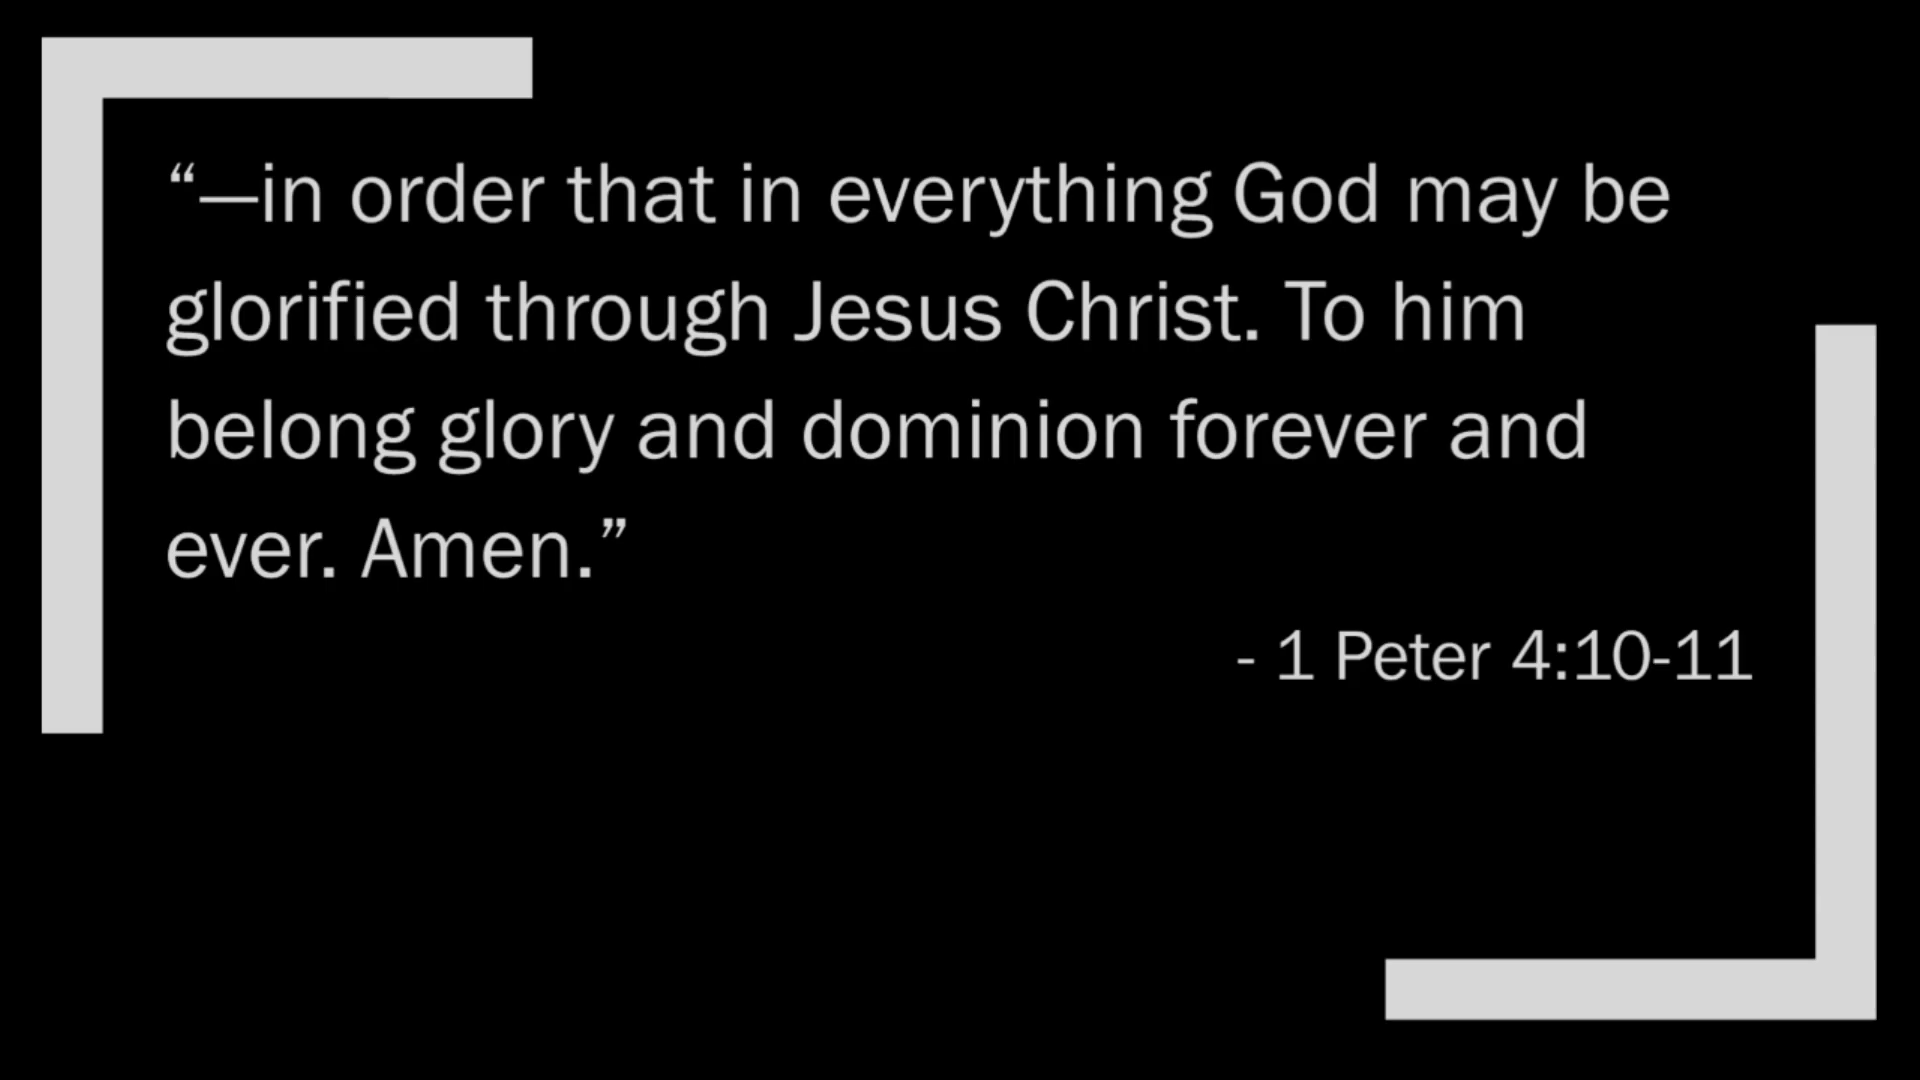 “—in order that in everything God may be
glorified through Jesus Christ. To him
belong glory and dominion forever and
ever. Amen.”
- 1 Peter 4:10-11